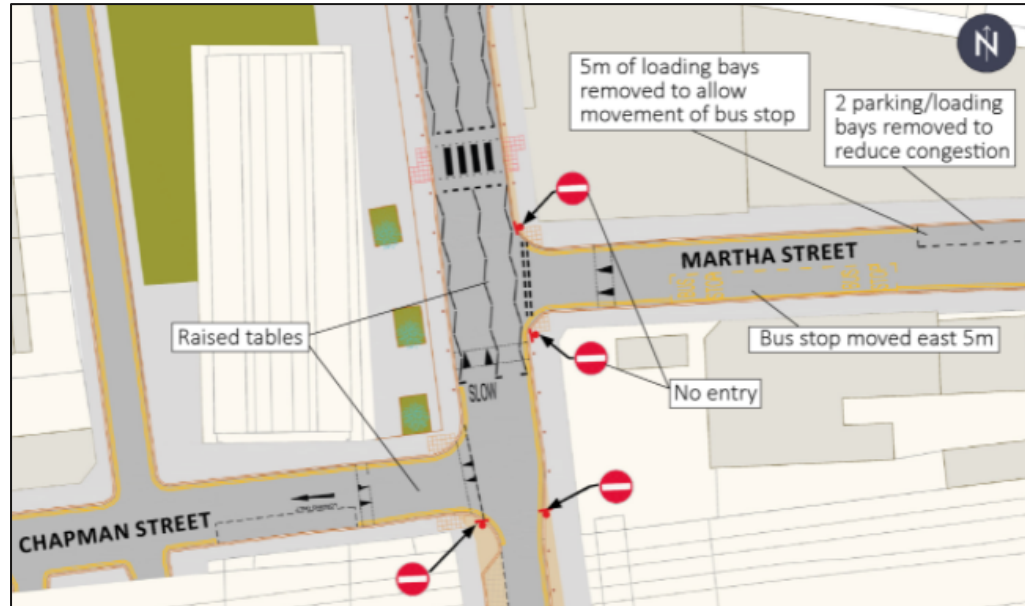 N
5m of loading bays
removed to allow
movement of bus stop
2 parking/loading
bays removed to
reduce congestion
MARTHA STREET
Raised tables
Bus stop moved east 5m
SLOW
No entry
CHAPMAN STREET